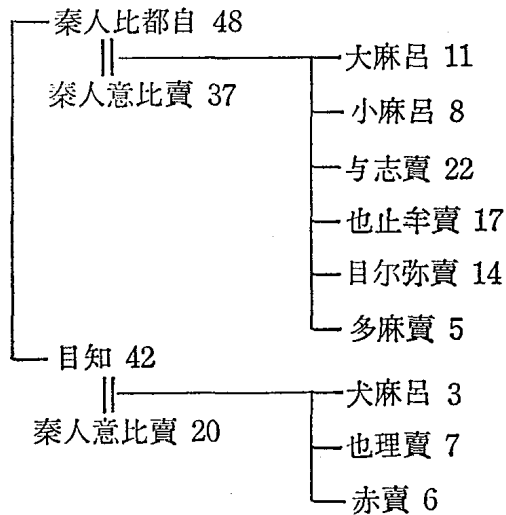 秦人比都自 48
大麻呂 11
秦人意比賣 37
小麻呂 8
与志賣 22
也止牟賣 17
目尓弥賣 14
多麻賣 5
目知 42
犬麻呂 3
秦人意比賣 20
也理賣 7
赤賣 6